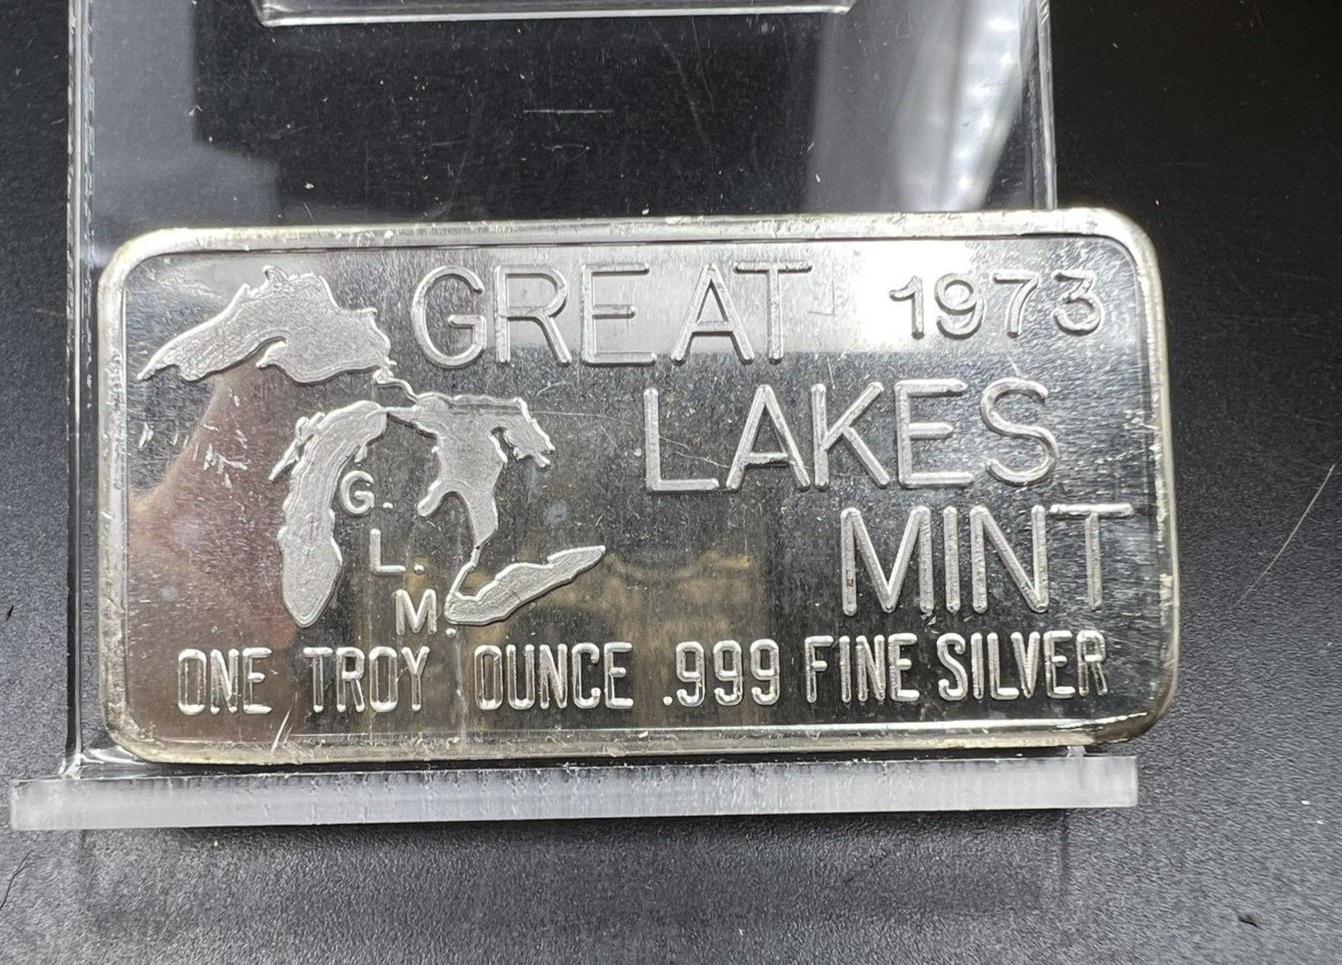 GREAT 1973
LAKES
MINT
G.
L.
M.
ONE TROY OUNCE .999 FINE SILVER